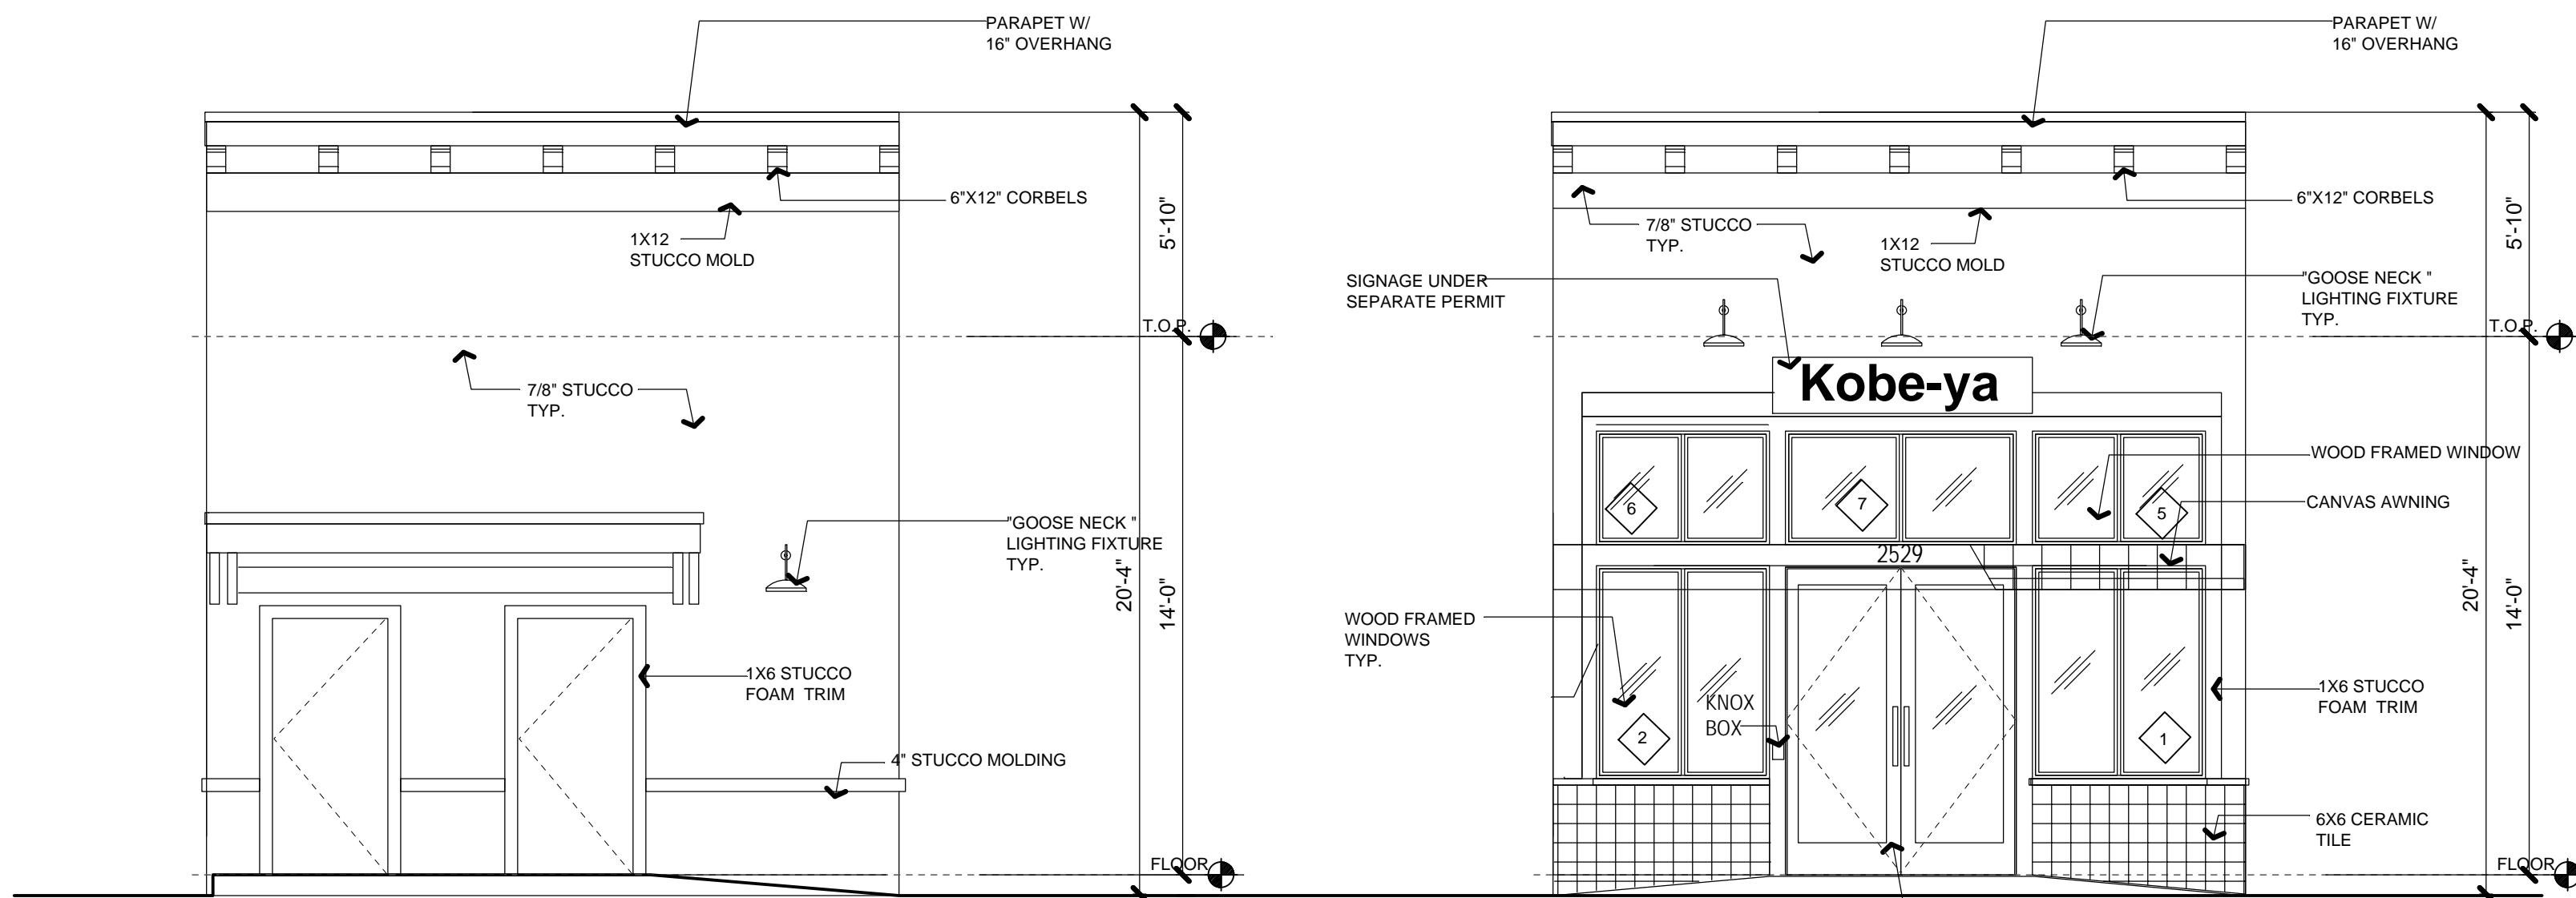 PARAPET W/
16" OVERHANG
6"X12" CORBELS
1X12
STUCCO MOLD
5'-10"
T.O.P.
7/8" STUCCO
TYP.
"GOOSE NECK "
LIGHTING FIXTURE
TYP.
20'-4"
14'-0"
1X6 STUCCO
FOAM TRIM
4" STUCCO MOLDING
FLOOR
PARAPET W/
16" OVERHANG
6"X12" CORBELS
7/8" STUCCO
TYP.
1X12
STUCCO MOLD
5'-10"
SIGNAGE UNDER
SEPARATE PERMIT
"GOOSE NECK "
LIGHTING FIXTURE
TYP.
T.O.P.
Kobe-ya
WOOD FRAMED WINDOW
CANVAS AWNING
6
7
5
2529
20'-4"
14'-0"
WOOD FRAMED
WINDOWS
TYP.
KNOX
BOX
1X6 STUCCO
FOAM TRIM
2
1
6X6 CERAMIC
TILE
FLOOR